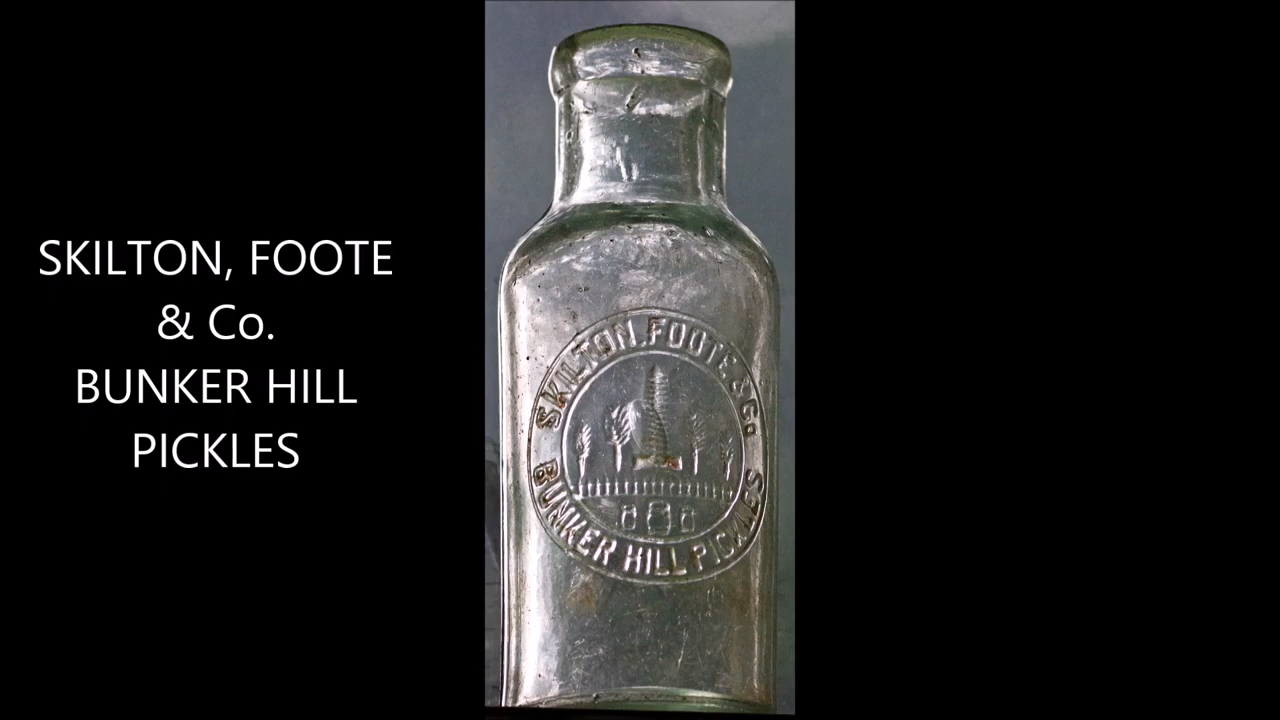 SKILTON, FOOTE
& Co.
BUNKER HILL
PICKLES
SKILTON, FOOTE, & Co
BUNKER HILL PICKLES